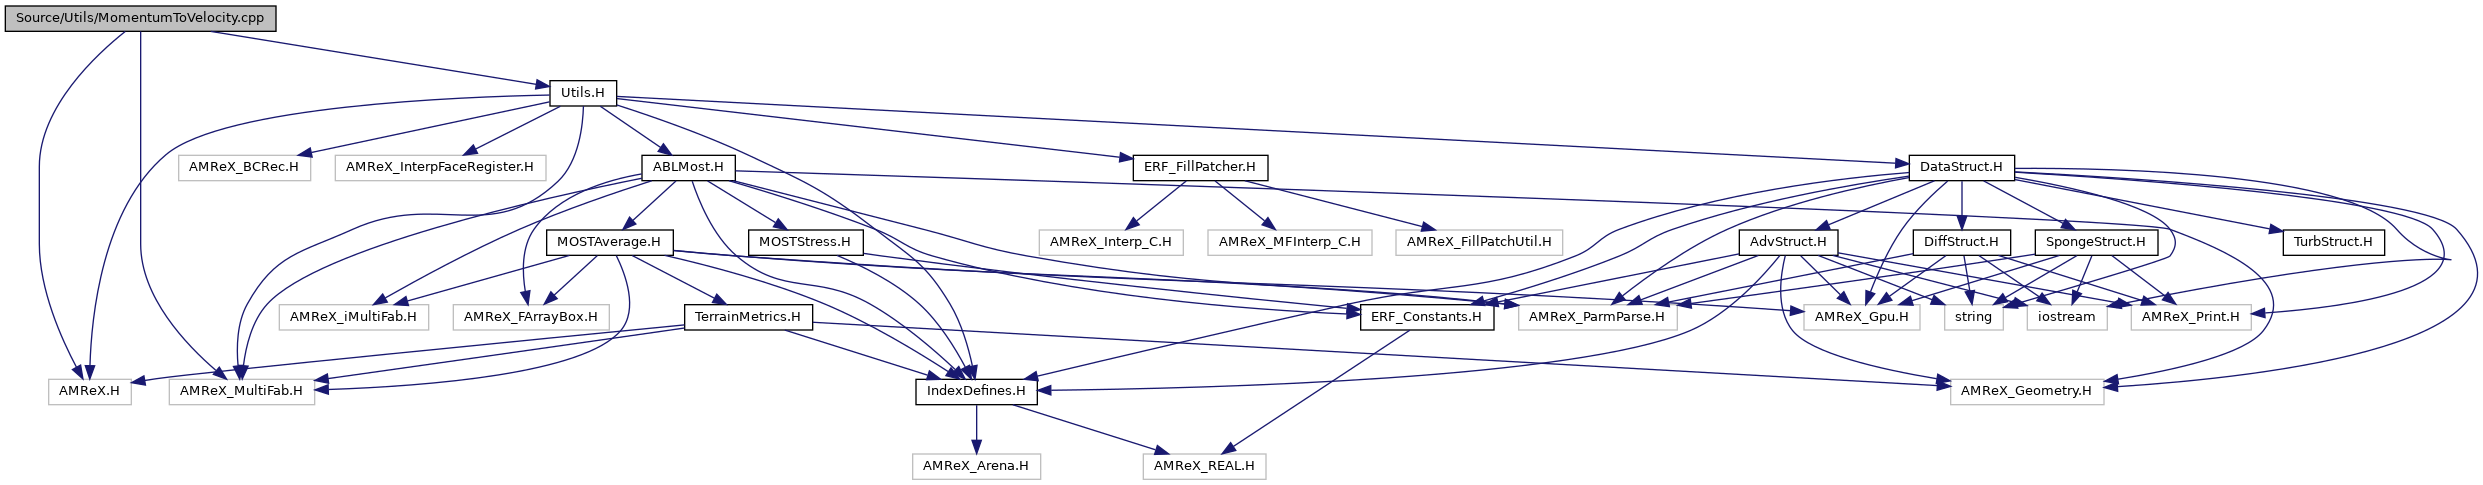 Source/Utils/MomentumToVelocity.cpp
Utils.H
AMReX_BCRec.H
AMReX_InterpFaceRegister.H
ABLMost.H
ERF_FillPatcher.H
DataStruct.H
MOSTAverage.H
MOSTStress.H
AMReX_Interp_C.H
AMReX_MFInterp_C.H
AMReX_FillPatchUtil.H
AdvStruct.H
DiffStruct.H
SpongeStruct.H
TurbStruct.H
AMReX_iMultiFab.H
AMReX_FArrayBox.H
TerrainMetrics.H
ERF_Constants.H
AMReX_ParmParse.H
AMReX_Gpu.H
string
iostream
AMReX_Print.H
AMReX.H
AMReX_MultiFab.H
IndexDefines.H
AMReX_Geometry.H
AMReX_Arena.H
AMReX_REAL.H